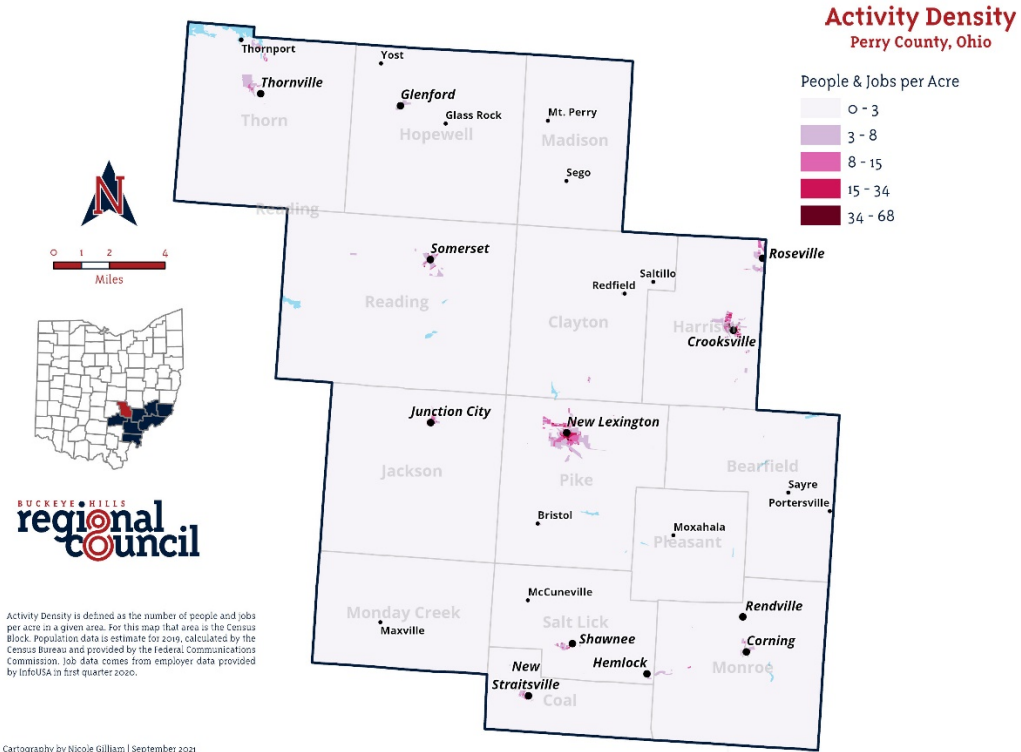 Activity Density
Perry County, Ohio
People & Jobs per Acre
0 - 3
3 - 8
8 - 15
15 - 34
34 - 68
Thornport
Yost
Thornville
Glenford
Glass Rock
Mt. Perry
Thorn
Hopewell
Madison
Sego
N
Reading
0 1 2 4
Miles
Somerset
Roseville
Saltillo
Redfield
Reading
Clayton
Harrison
Crooksville
Junction City
New Lexington
Jackson
Pike
Bearfield
Sayre
Portersville
Bristol
Moxahala
Pleasant
BUCKEYE HILLS
regional
council
McCuneville
Rendville
Monday Creek
Salt Lick
Maxville
Shawnee
Corning
Hemlock
Monroe
New
Straitsville
Coal
Activity Density is defined as the number of people and jobs
per acre in a given area. For this map that area is the Census
Block. Population data is estimate for 2019, calculated by the
Census Bureau and provided by the Federal Communications
Commission. Job data comes from employer data provided
by InfoUSA in first quarter 2020.
Cartography by Nicole Gilliam | September 2021